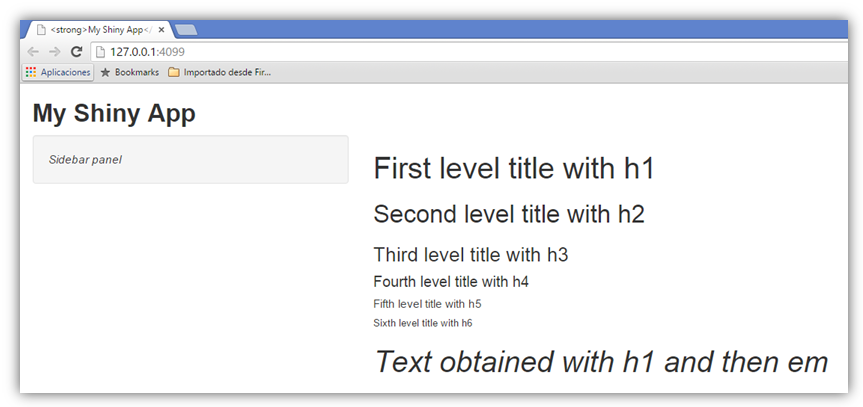 <strong>My Shiny App</
127.0.0.1:4099
Aplicaciones Bookmarks Importado desde Fir...
My Shiny App
Sidebar panel
First level title with h1
Second level title with h2
Third level title with h3
Fourth level title with h4
Fifth level title with h5
Sixth level title with h6
Text obtained with h1 and then em